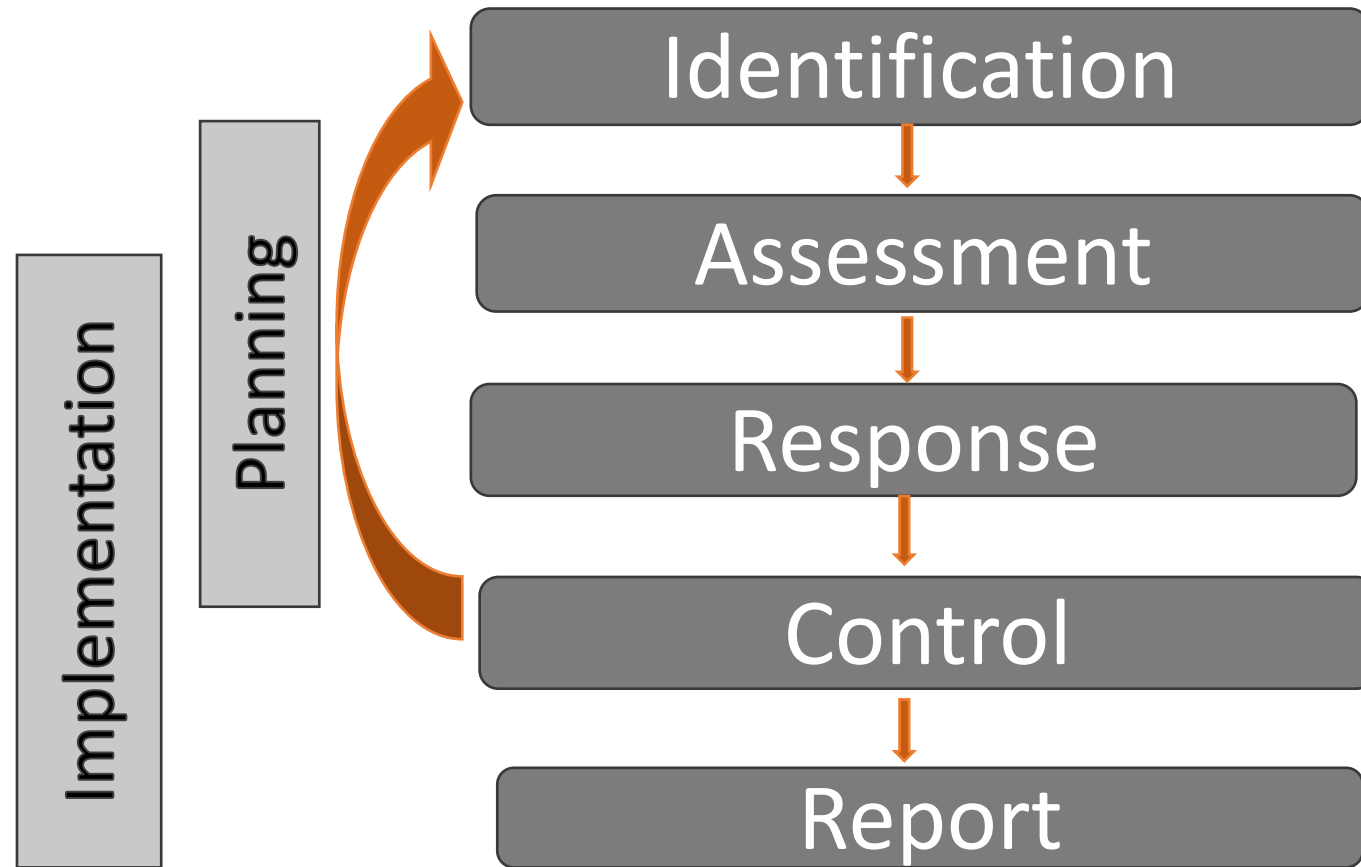 Identification
Assessment
Response
Control
Report
Planning
Implementation